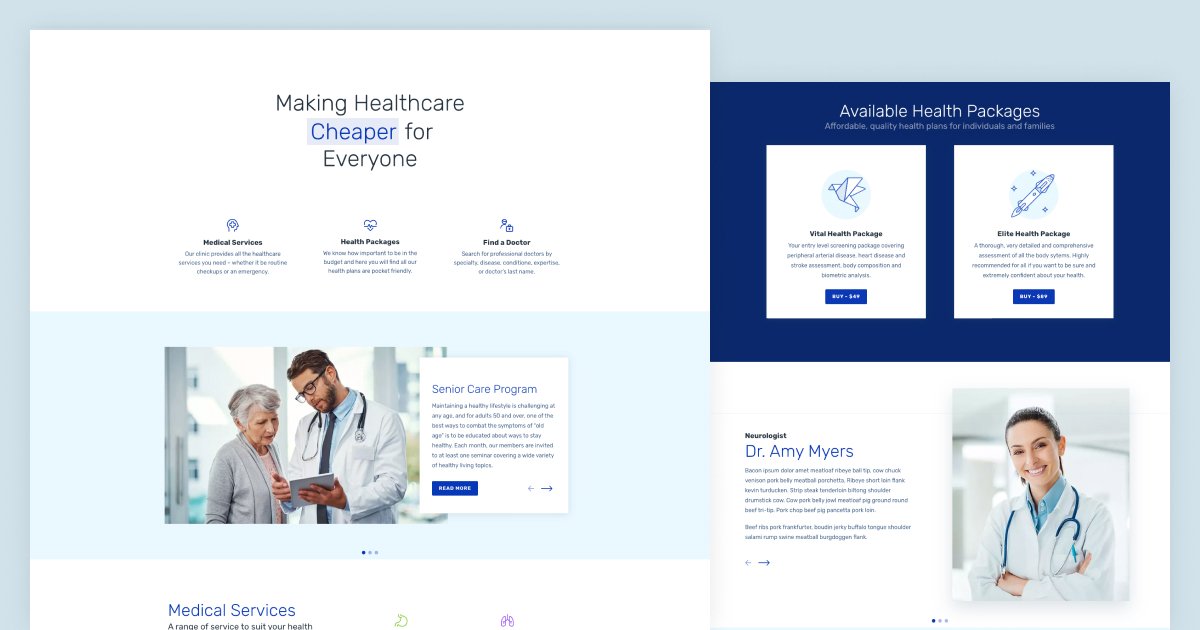 Making Healthcare
Cheaper for
Everyone
Medical Services
Our clinic provides all the healthcare
services you need – whether it be routine
checkups or an emergency.
Health Packages
We know how important to be in the
budget and here you will find all our
health plans are pocket friendly.
Find a Doctor
Search for professional doctors by
specialty, disease, conditione, expertise,
or doctor's last name.
Senior Care Program
Maintaining a healthy lifestyle is challenging at
any age, and for adults 50 and over, one of the
best ways to combat the symptoms of "old
age" is to be educated about ways to stay
healthy. Each month, our members are invited
to at least one seminar covering a wide variety
of healthy living topics.
READ MORE
Medical Services
A range of service to suit your health
Available Health Packages
Affordable, quality health plans for individuals and families
Vital Health Package
Your entry level screening package covering
peripheral arterial disease, heart disease and
stroke assessment, body composition and
biometric analysis.
BUY - $49
Elite Health Package
A thorough, very detailed and comprehensive
assessment of all the body sytems. Highly
recommended for all if you want to be sure and
extremely confident about your health.
BUY - $89
Neurologist
Dr. Amy Myers
Bacon ipsum dolor amet meatloaf ribeye ball tip, cow chuck
venison pork belly meatball porchetta. Ribeye short loin flank
kevin turducken. Strip steak tenderloin biltong shoulder
drumstick cow. Cow pork belly jowl meatloaf pig ground round
beef tri-tip. Pork chop beef pig pancetta pork loin.
Beef ribs pork frankfurter, boudin jerky buffalo tongue shoulder
salami rump swine meatball burgdoggen flank.